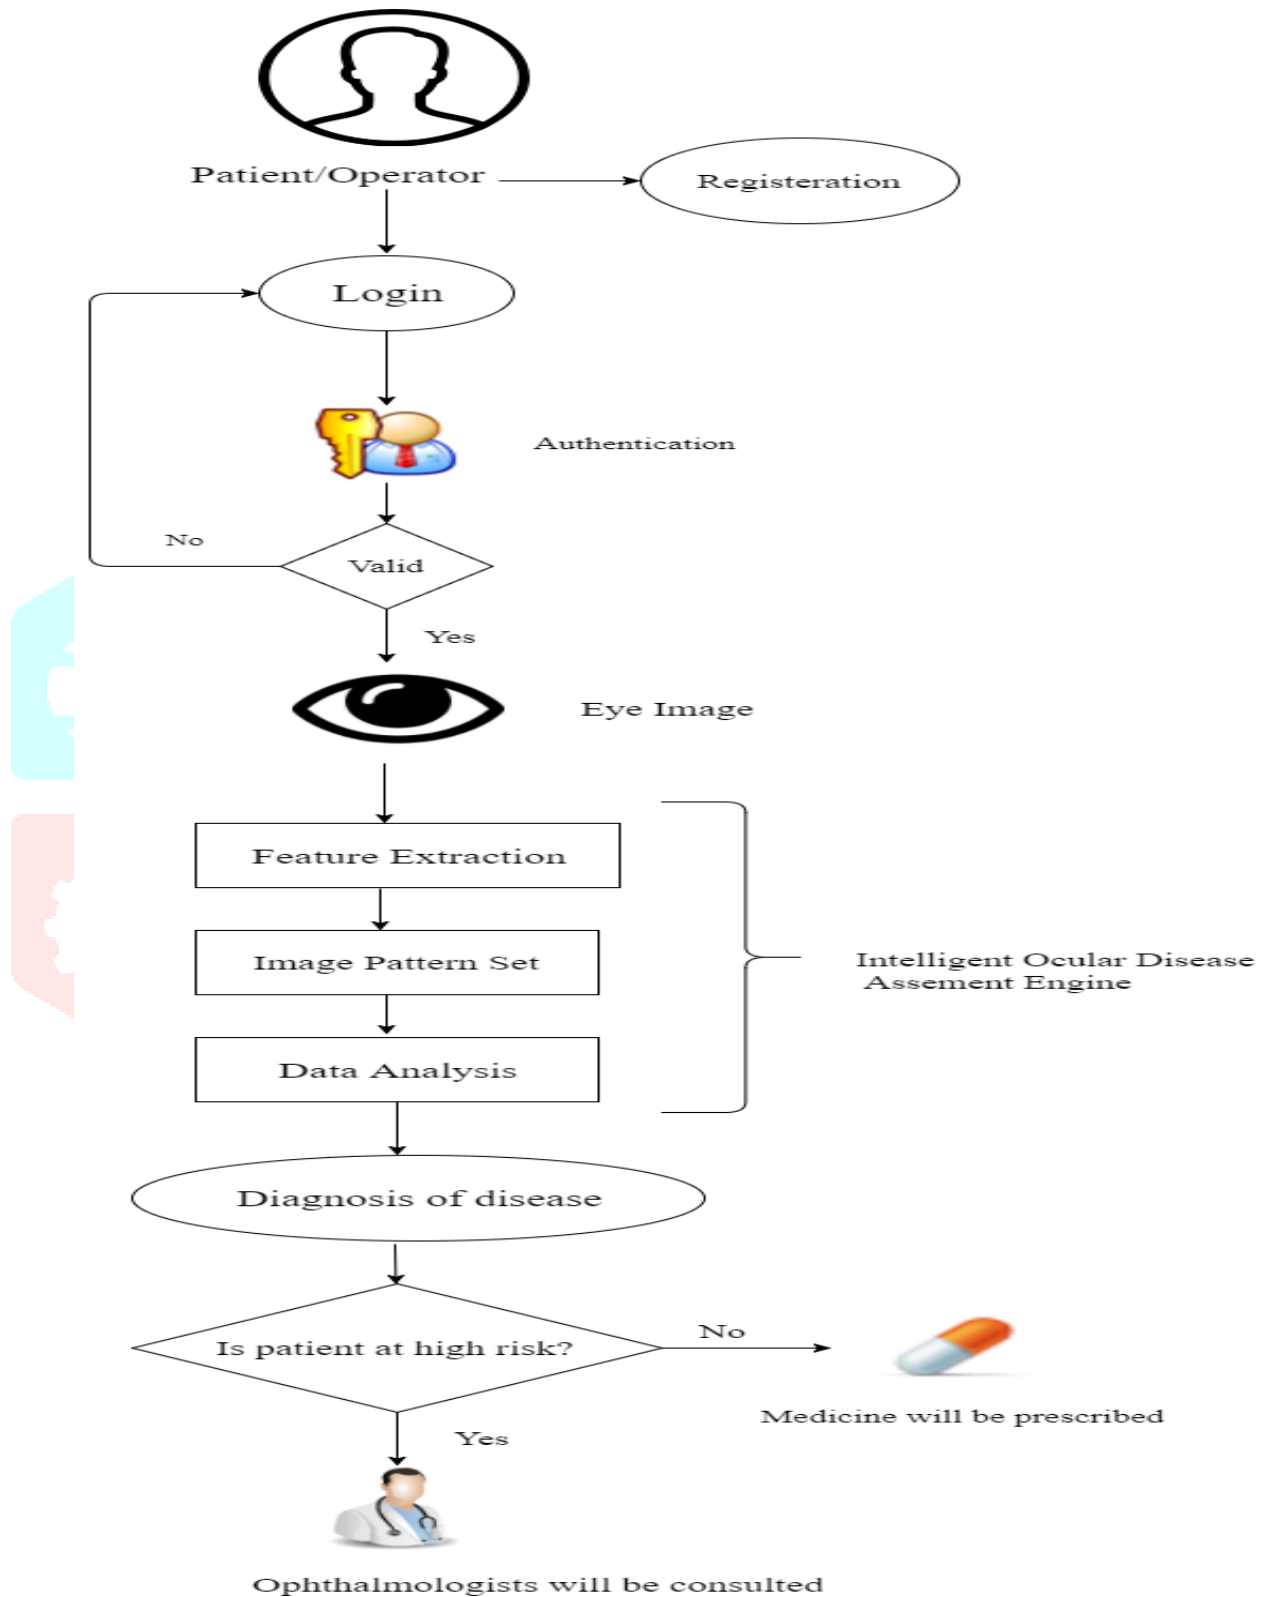 Patient/Operator
Registeration
Login
Authentication
No
Valid
Yes
Eye Image
Feature Extraction
Image Pattern Set
Intelligent Ocular Disease
Assement Engine
Data Analysis
Diagnosis of disease
Is patient at high risk?
No
Medicine will be prescribed
Yes
Ophthalmologists will be consulted